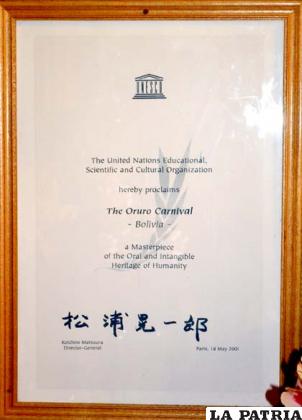 UNESCO
The United Nations Educational,
Scientific and Cultural Organization
hereby proclaims
The Oruro Carnival
- Bolivia -
a Masterpiece
of the Oral and Intangible
Heritage of Humanity
松浦晃一郎
Koïchiro Matsuura
Director-General
Paris, 18 May 2001
LA PATRIA